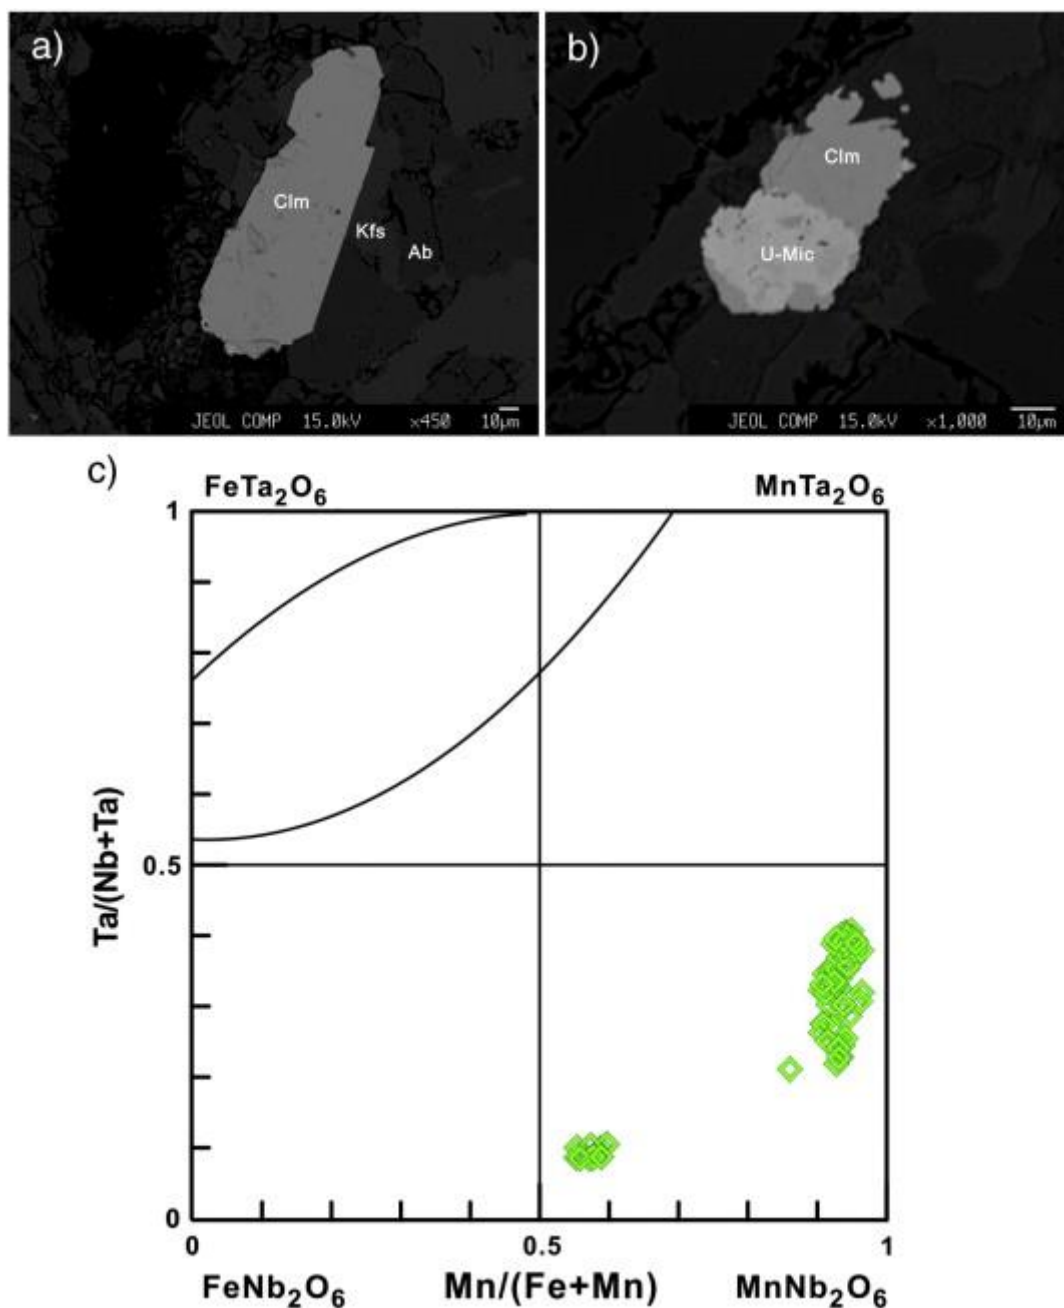 a)
Clm
Kfs
Ab
JEOL COMP 15.0kV ×450 10μm
b)
Clm
U-Mic
JEOL COMP 15.0kV ×1,000 10μm
c)
FeTa₂O₆ MnTa₂O₆
1
Ta/(Nb+Ta)
0.5
0
0 0.5 1
FeNb₂O₆ Mn/(Fe+Mn) MnNb₂O₆